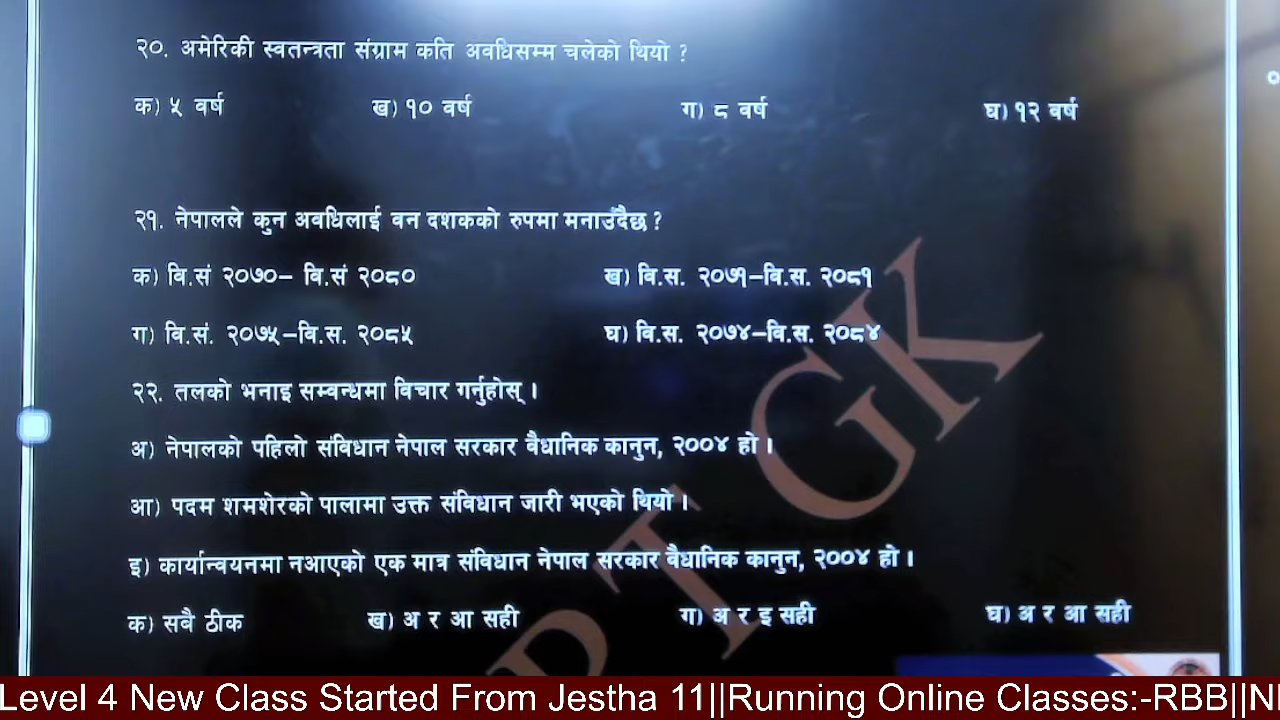 २०. अमेरिकी स्वतन्त्रता संग्राम कति अवधिसम्म चलेको थियो ?
क) ५ वर्ष ख) १० वर्ष ग) ८ वर्ष घ) १२ वर्ष
२१. नेपालले कुन अवधिलाई वन दशकको रुपमा मनाउँदैछ ?
क) वि.सं २०७०– वि.सं २०८० ख) वि.स. २०७१–वि.स. २०८१
ग) वि.सं. २०७५–वि.स. २०८५ घ) वि.स. २०७४–वि.स. २०८४
२२. तलको भनाइ सम्वन्धमा विचार गर्नुहोस् ।
अ) नेपालको पहिलो संविधान नेपाल सरकार वैधानिक कानुन, २००४ हो ।
आ) पदम शमशेरको पालामा उक्त संविधान जारी भएको थियो ।
इ) कार्यान्वयनमा नआएको एक मात्र संविधान नेपाल सरकार वैधानिक कानुन, २००४ हो ।
क) सबै ठीक ख) अ र आ सही ग) अ र इ सही घ) अ र आ सही
PT GK
Level 4 New Class Started From Jestha 11||Running Online Classes:-RBB||N